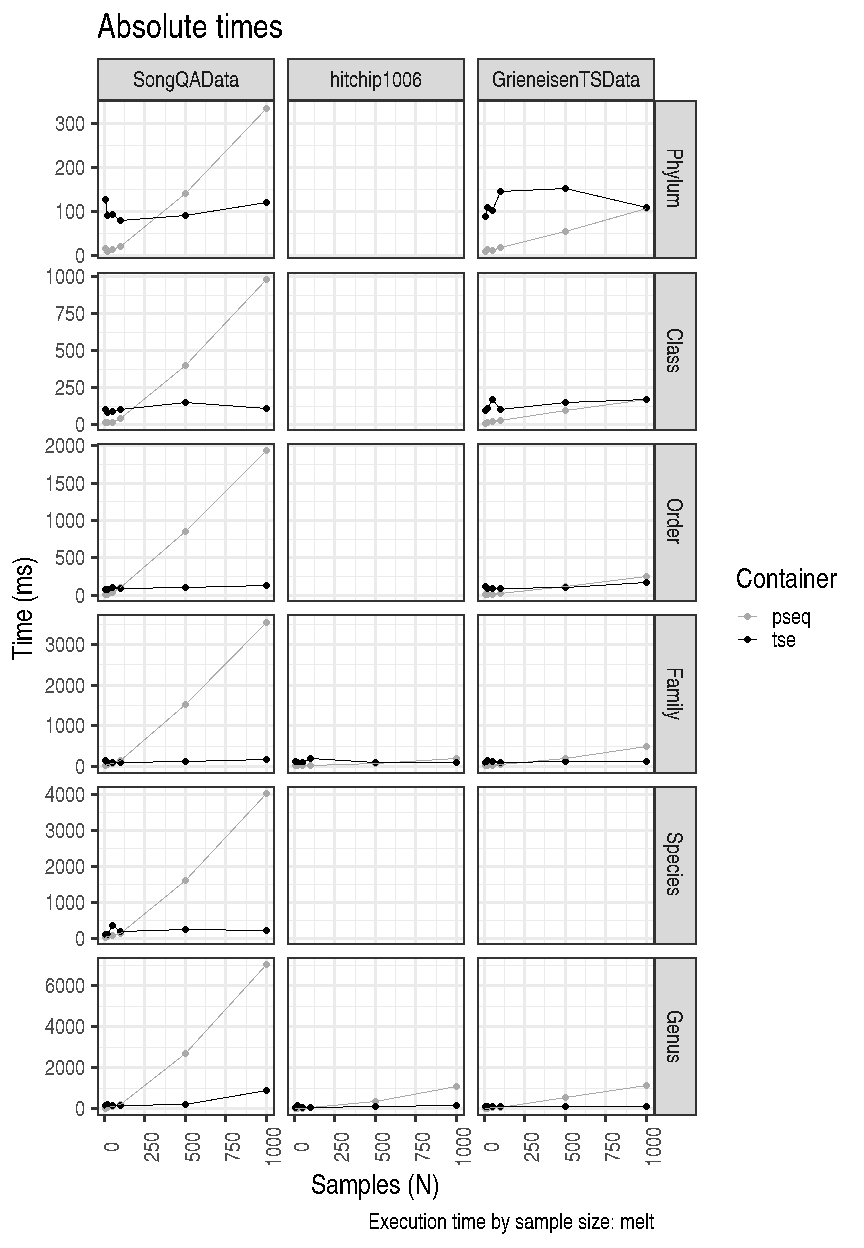 Absolute times
SongQAData
hitchip1006
GrieneisenTSData
Time (ms)
300
200
100
0
Phylum
1000
750
500
250
0
Class
2000
1500
1000
500
0
Order
3000
2000
1000
0
Family
4000
3000
2000
1000
0
Species
6000
4000
2000
0
Genus
0 250 500 750 1000
0 250 500 750 1000
0 250 500 750 1000
Samples (N)
Container
pseq
tse
Execution time by sample size: melt